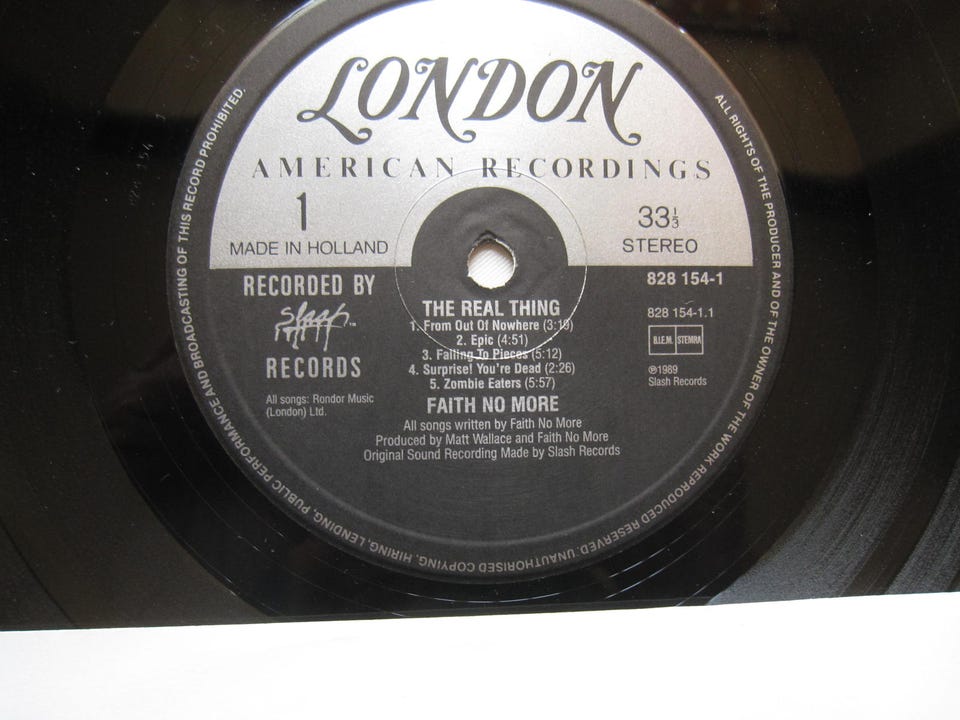 LONDON
AMERICAN RECORDINGS
1
MADE IN HOLLAND
33⅓
STEREO
RECORDED BY
slash
RECORDS
All songs: Rondor Music
(London) Ltd.
828 154-1
828 154-1.1
B.I.E.M. STEMRA
℗1989
Slash Records
THE REAL THING
1. From Out Of Nowhere (3:19)
2. Epic (4:51)
3. Falling To Pieces (5:12)
4. Surprise! You're Dead (2:26)
5. Zombie Eaters (5:57)
FAITH NO MORE
All songs written by Faith No More
Produced by Matt Wallace and Faith No More
Original Sound Recording Made by Slash Records
ALL RIGHTS OF THE PRODUCER AND OF THE OWNER OF THE WORK REPRODUCED RESERVED. UNAUTHORISED COPYING, HIRING, LENDING, PUBLIC PERFORMANCE AND BROADCASTING OF THIS RECORD PROHIBITED.